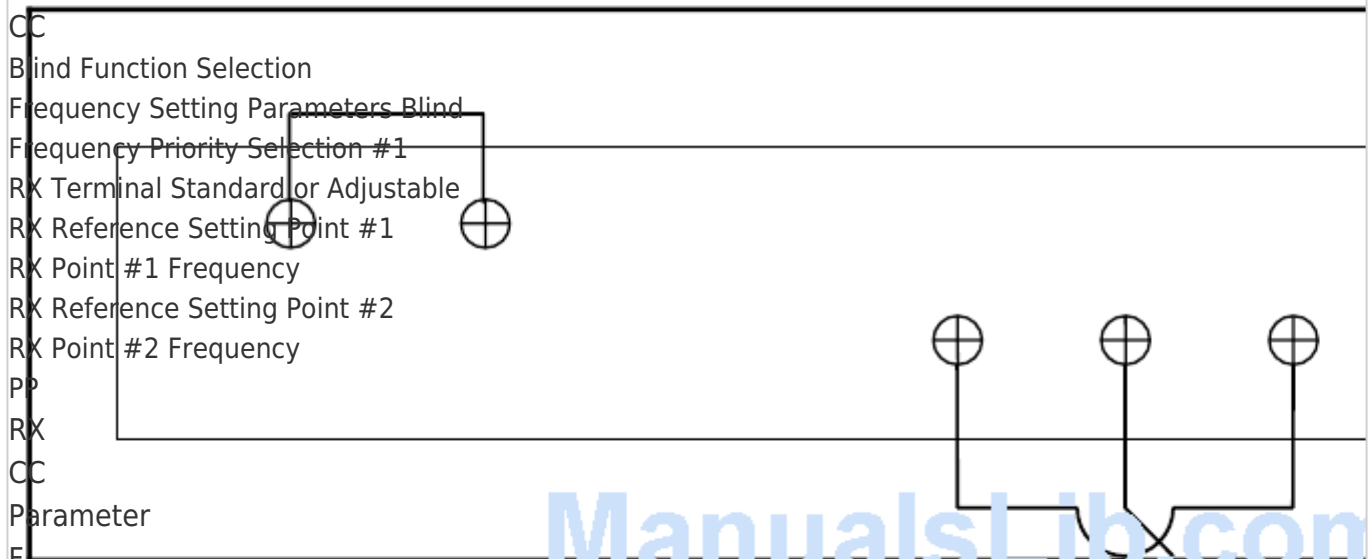 CC
Blind Function Selection
Frequency Setting Parameters Blind
Frequency Priority Selection #1
RX Terminal Standard or Adjustable
RX Reference Setting Point #1
RX Point #1 Frequency
RX Reference Setting Point #2
RX Point #2 Frequency
PP
RX
CC
Parameter
ManualsLib.com